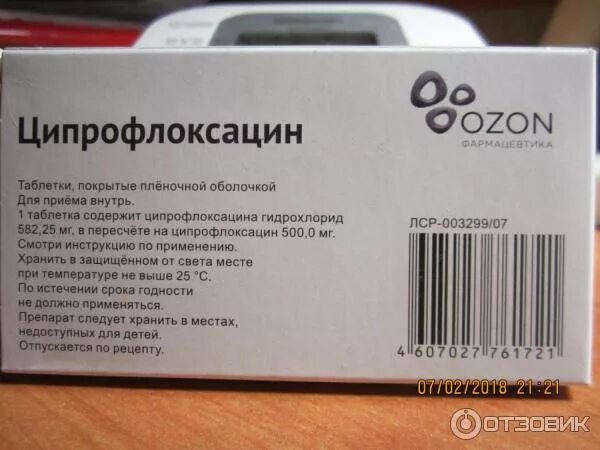 Ципрофлоксацин
OZON
ФАРМАЦЕВТИКА
Таблетки, покрытые плёночной оболочкой
Для приёма внутрь.
1 таблетка содержит ципрофлоксацина гидрохлорид
582,25 мг, в пересчёте на ципрофлоксацин 500,0 мг.
Смотри инструкцию по применению.
Хранить в защищённом от света месте
при температуре не выше 25 °С.
По истечении срока годности
не должно применяться.
Препарат следует хранить в местах,
недоступных для детей.
Отпускается по рецепту.
ЛСР-003299/07
4 607027 761721
07/02/2018 21:21
ОТЗОВИК